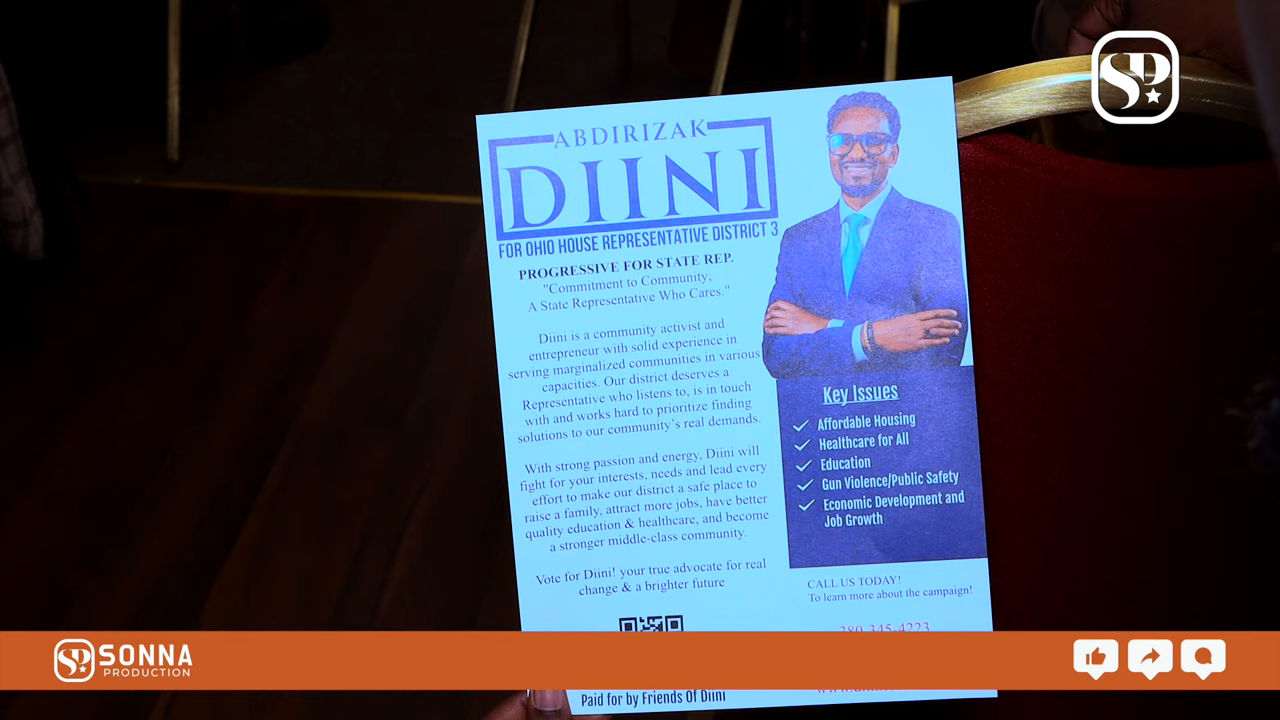 SD
ABDIRIZAK
DIINI
FOR OHIO HOUSE REPRESENTATIVE DISTRICT 3
PROGRESSIVE FOR STATE REP.
"Commitment to Community;
A State Representative Who Cares."
Diini is a community activist and
entrepreneur with solid experience in
serving marginalized communities in various
capacities. Our district deserves a
Representative who listens to, is in touch
with and works hard to prioritize finding
solutions to our community's real demands.
With strong passion and energy, Diini will
fight for your interests, needs and lead every
effort to make our district a safe place to
raise a family, attract more jobs, have better
quality education & healthcare, and become
a stronger middle-class community.
Vote for Diini! your true advocate for real
change & a brighter future
Key Issues
Affordable Housing
Healthcare for All
Education
Gun Violence/Public Safety
Economic Development and
Job Growth
CALL US TODAY!
To learn more about the campaign!
380-345-4223
SONNA
PRODUCTION
Paid for by Friends Of Diini